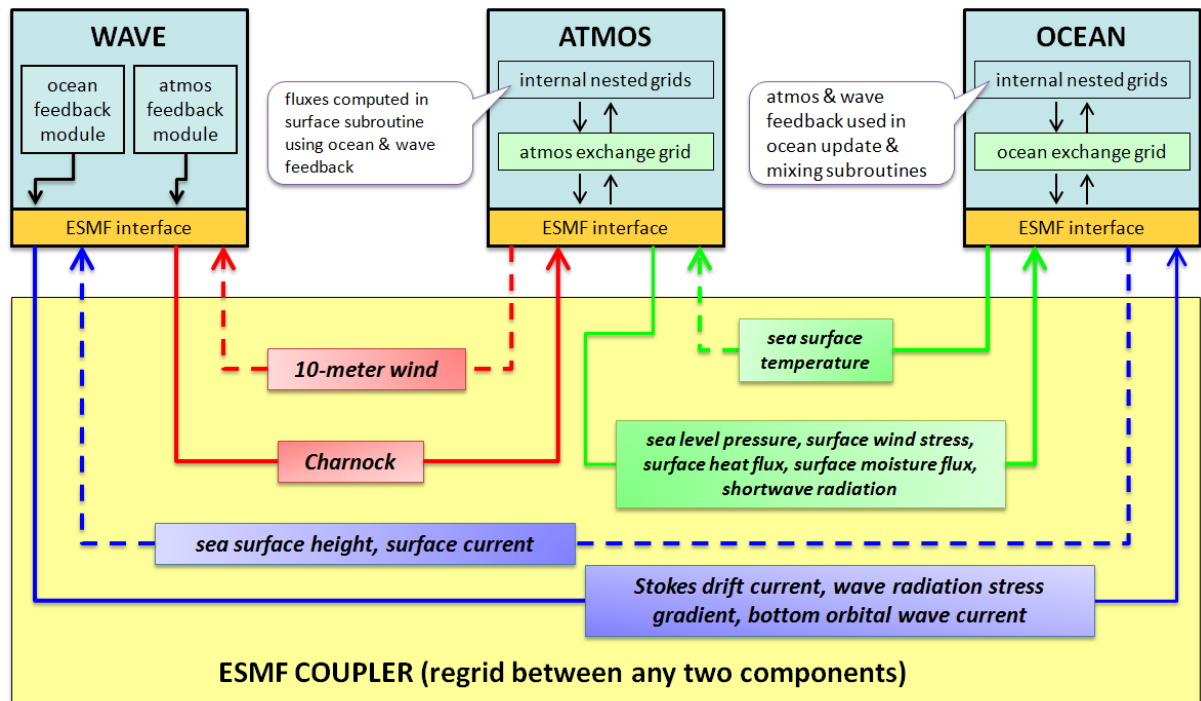 WAVE
ocean
feedback
module
atmos
feedback
module
ESMF interface
fluxes computed in
surface subroutine
using ocean & wave
feedback
ATMOS
internal nested grids
atmos exchange grid
ESMF interface
atmos & wave
feedback used in
ocean update &
mixing subroutines
OCEAN
internal nested grids
ocean exchange grid
ESMF interface
10-meter wind
sea surface
temperature
Charnock
sea level pressure, surface wind stress,
surface heat flux, surface moisture flux,
shortwave radiation
sea surface height, surface current
Stokes drift current, wave radiation stress
gradient, bottom orbital wave current
ESMF COUPLER (regrid between any two components)